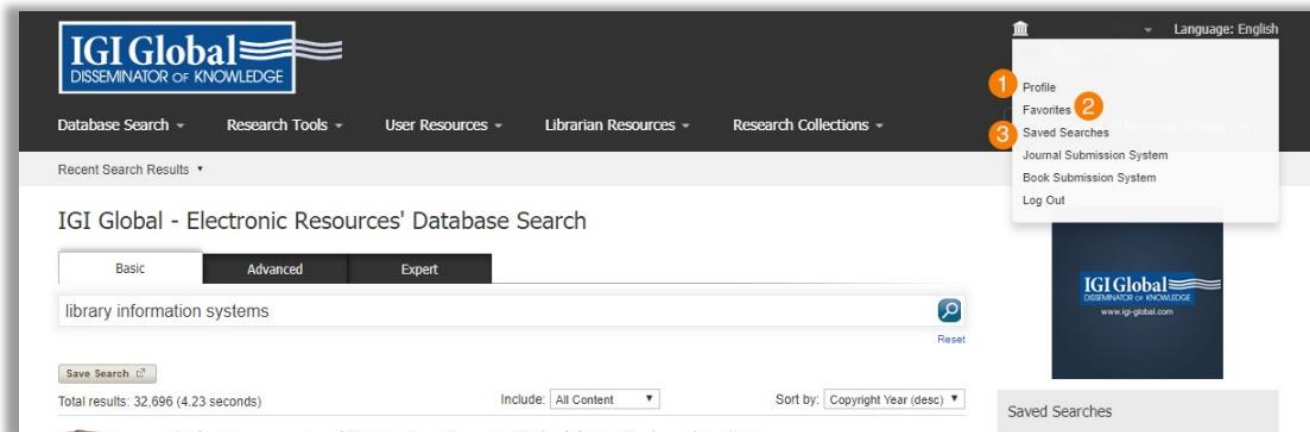 IGI Global
DISSEMINATOR OF KNOWLEDGE
Language: English
1 Profile
Favorites 2
3 Saved Searches
Journal Submission System
Book Submission System
Log Out
Database Search
Research Tools
User Resources
Librarian Resources
Research Collections
Recent Search Results
IGI Global - Electronic Resources' Database Search
Basic
Advanced
Expert
library information systems
Reset
IGI Global
DISSEMINATOR OF KNOWLEDGE
www.igi-global.com
Save Search
Total results: 32,696 (4.23 seconds)
Include: All Content
Sort by: Copyright Year (desc)
Saved Searches